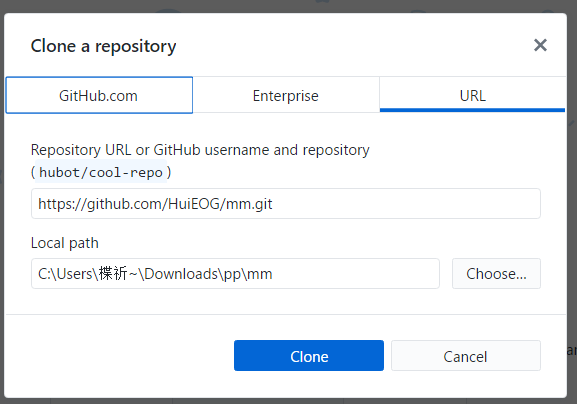 Clone a repository
GitHub.com
Enterprise
URL
Repository URL or GitHub username and repository
(hubot/cool-repo)
https://github.com/HuiEOG/mm.git
Local path
C:\Users\楪祈~\Downloads\pp\mm
Choose...
Clone
Cancel